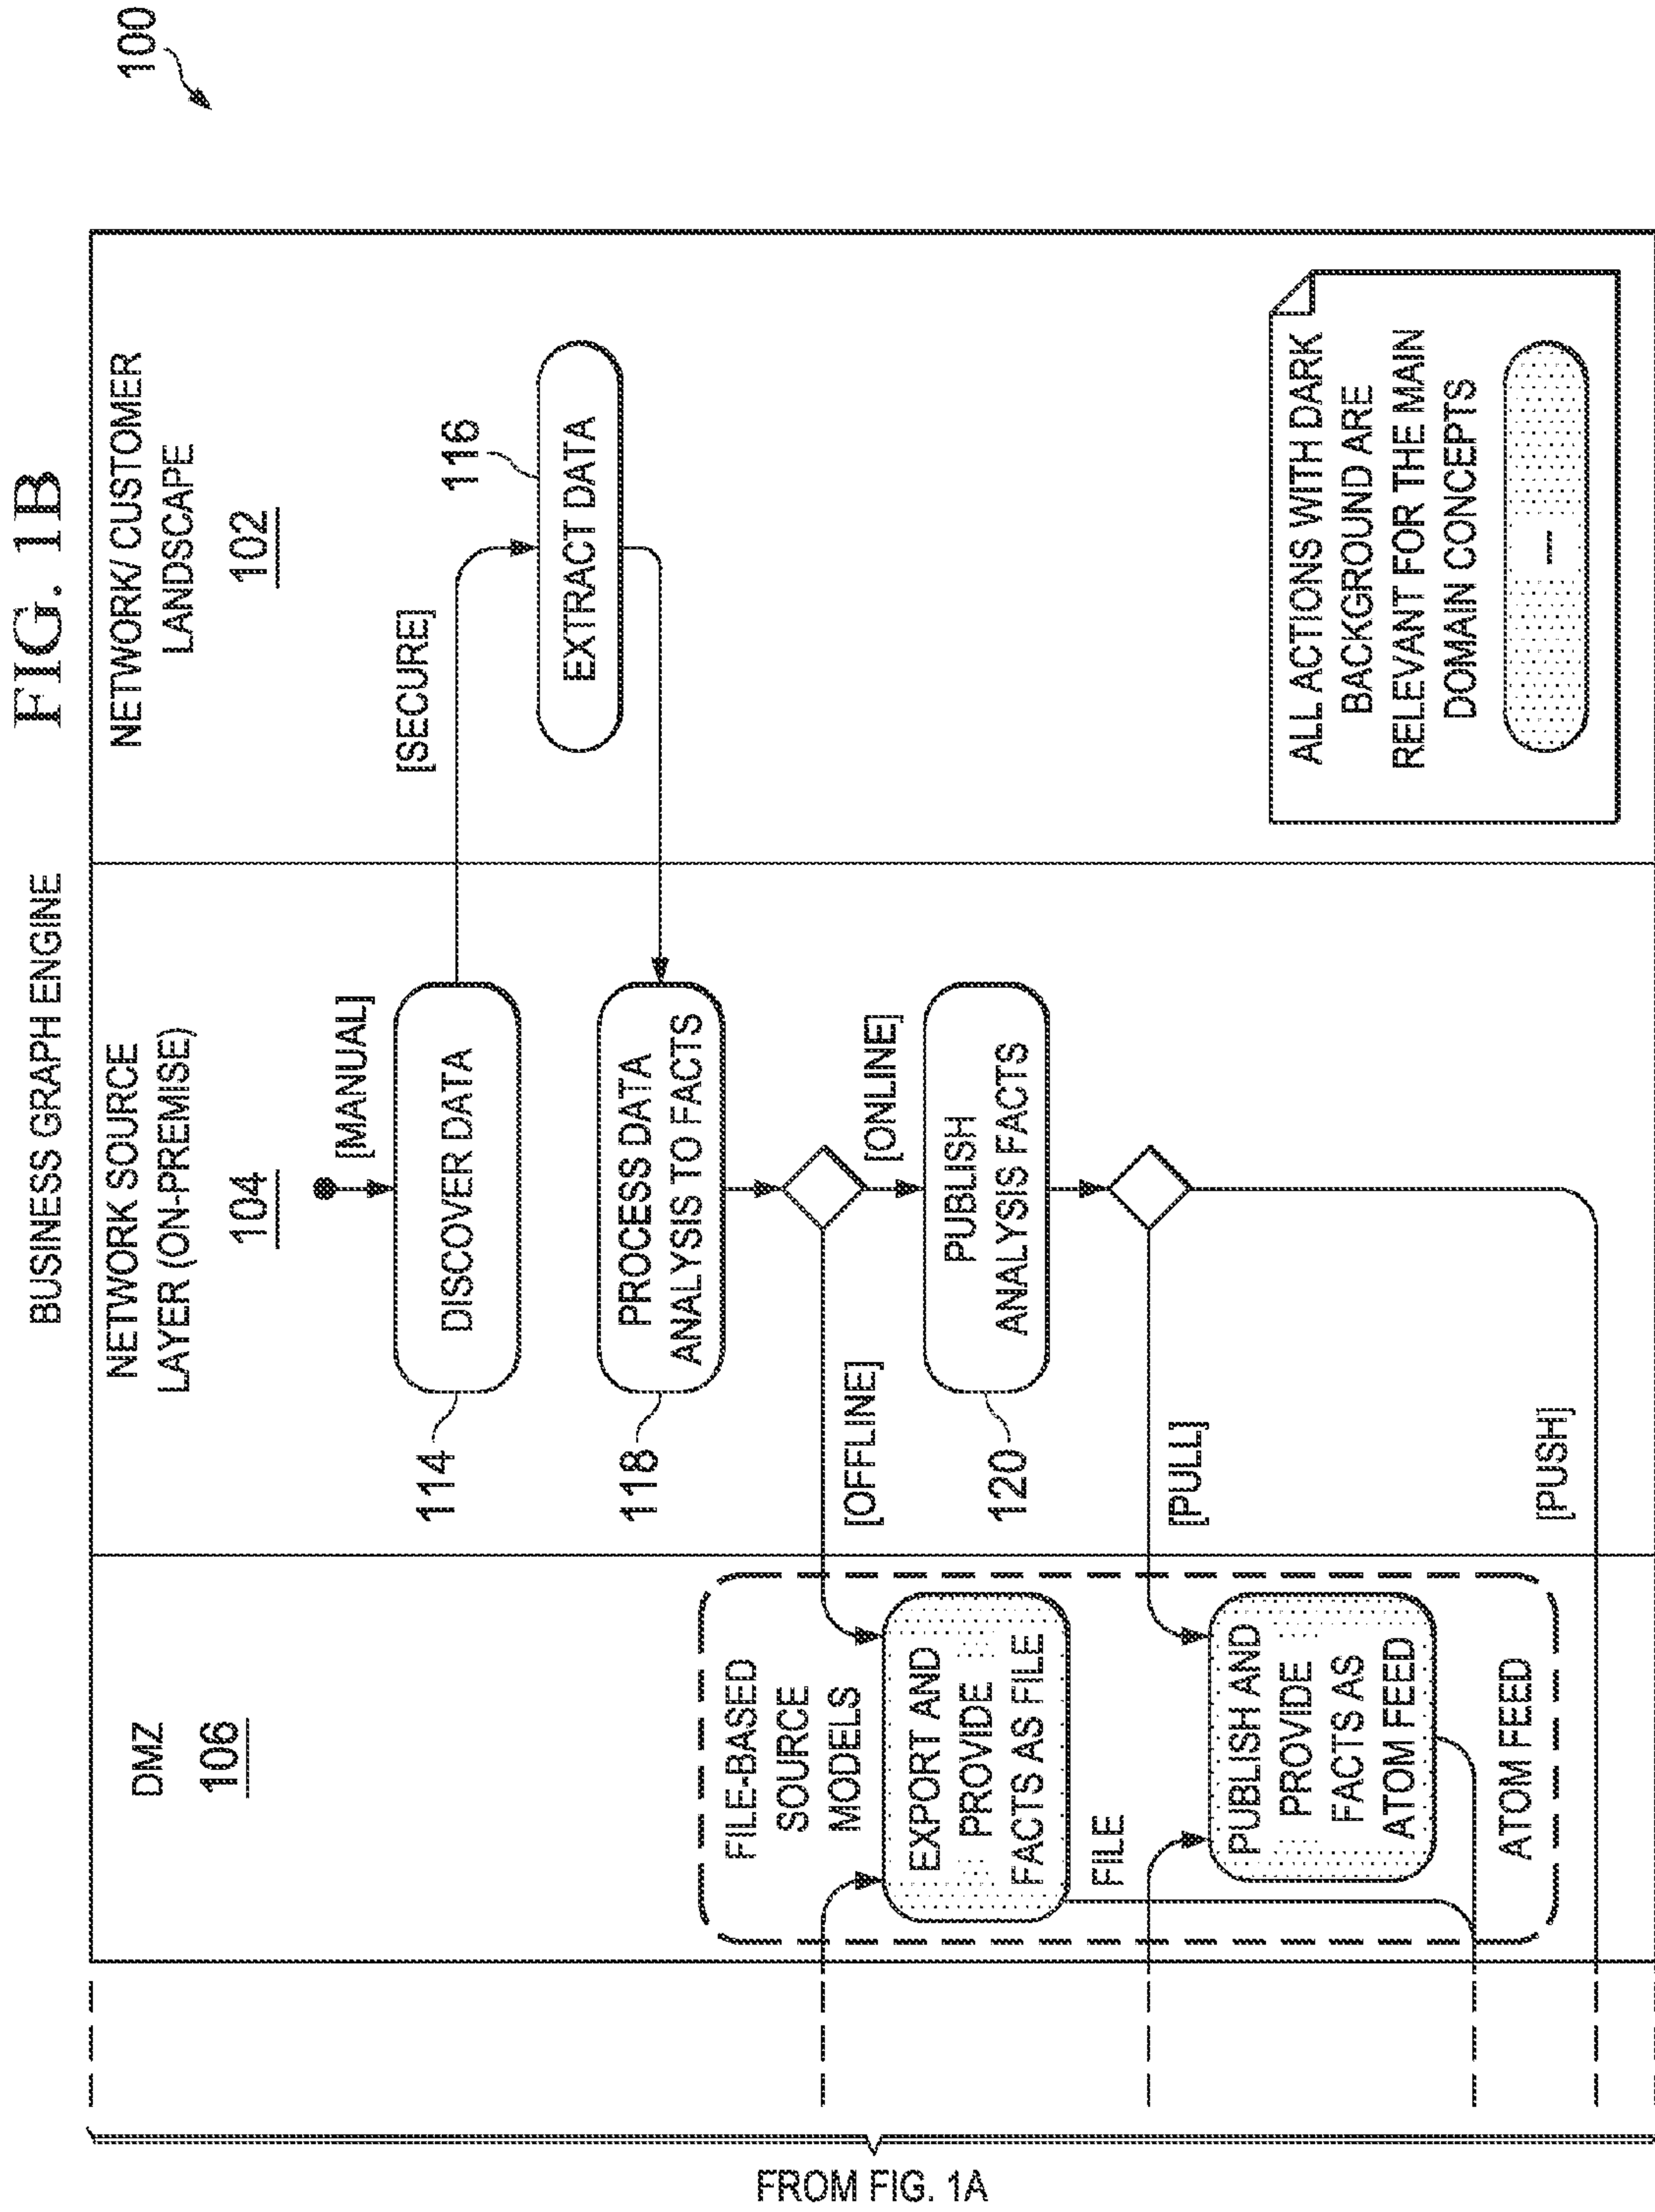 FIG. 1B
100
BUSINESS GRAPH ENGINE
DMZ
106
NETWORK SOURCE
LAYER (ON-PREMISE)
104
NETWORK/ CUSTOMER
LANDSCAPE
102
[MANUAL]
[SECURE]
114
DISCOVER DATA
116
EXTRACT DATA
118
PROCESS DATA
ANALYSIS TO FACTS
FILE-BASED
SOURCE
MODELS
[OFFLINE]
[ONLINE]
EXPORT AND
PROVIDE
FACTS AS FILE
120
PUBLISH
ANALYSIS FACTS
FILE
[PULL]
PUBLISH AND
PROVIDE
FACTS AS
ATOM FEED
ATOM FEED
[PUSH]
ALL ACTIONS WITH DARK
BACKGROUND ARE
RELEVANT FOR THE MAIN
DOMAIN CONCEPTS
...
FROM FIG. 1A